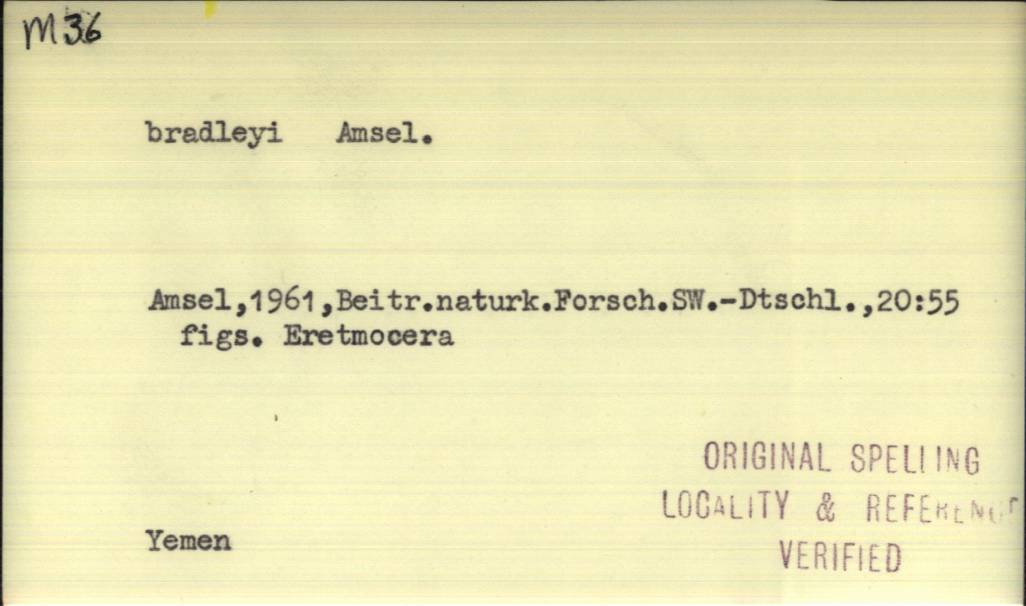 M36
bradleyi Amsel.
Amsel,1961,Beitr.naturk.Forsch.SW.-Dtschl.,20:55
figs. Eretmocera
ORIGINAL SPELLING
LOCALITY & REFERENCE
Yemen
VERIFIED